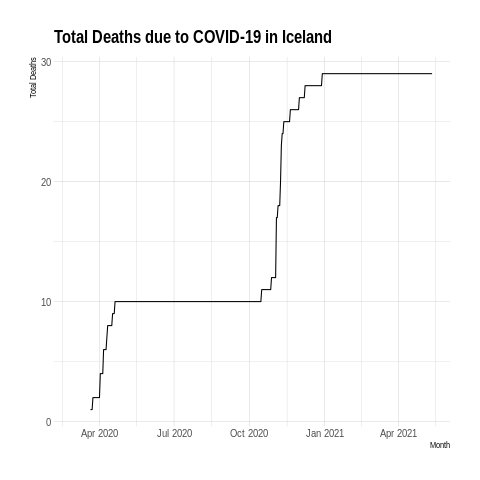 Total Deaths due to COVID-19 in Iceland
Total Deaths
30
20
10
0
Apr 2020 Jul 2020 Oct 2020 Jan 2021 Apr 2021
Month